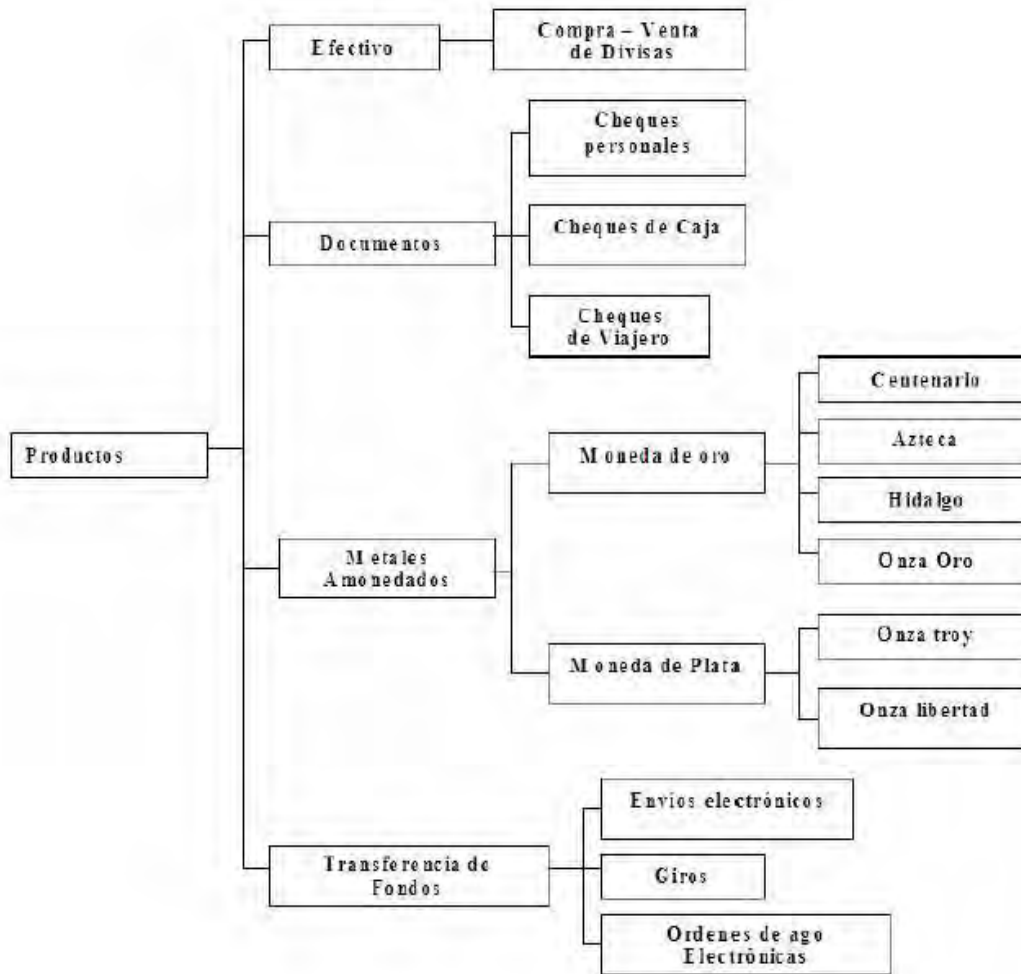 Efectivo
Compra – Venta
de Divisas
Cheques
personales
Documentos
Cheques de Caja
Cheques
de Viajero
Productos
Moneda de oro
Centenario
Azteca
Hidalgo
Onza Oro
Metales
Amonedados
Moneda de Plata
Onza troy
Onza libertad
Transferencia de
Fondos
Envíos electrónicos
Giros
Ordenes de ago
Electrónicas